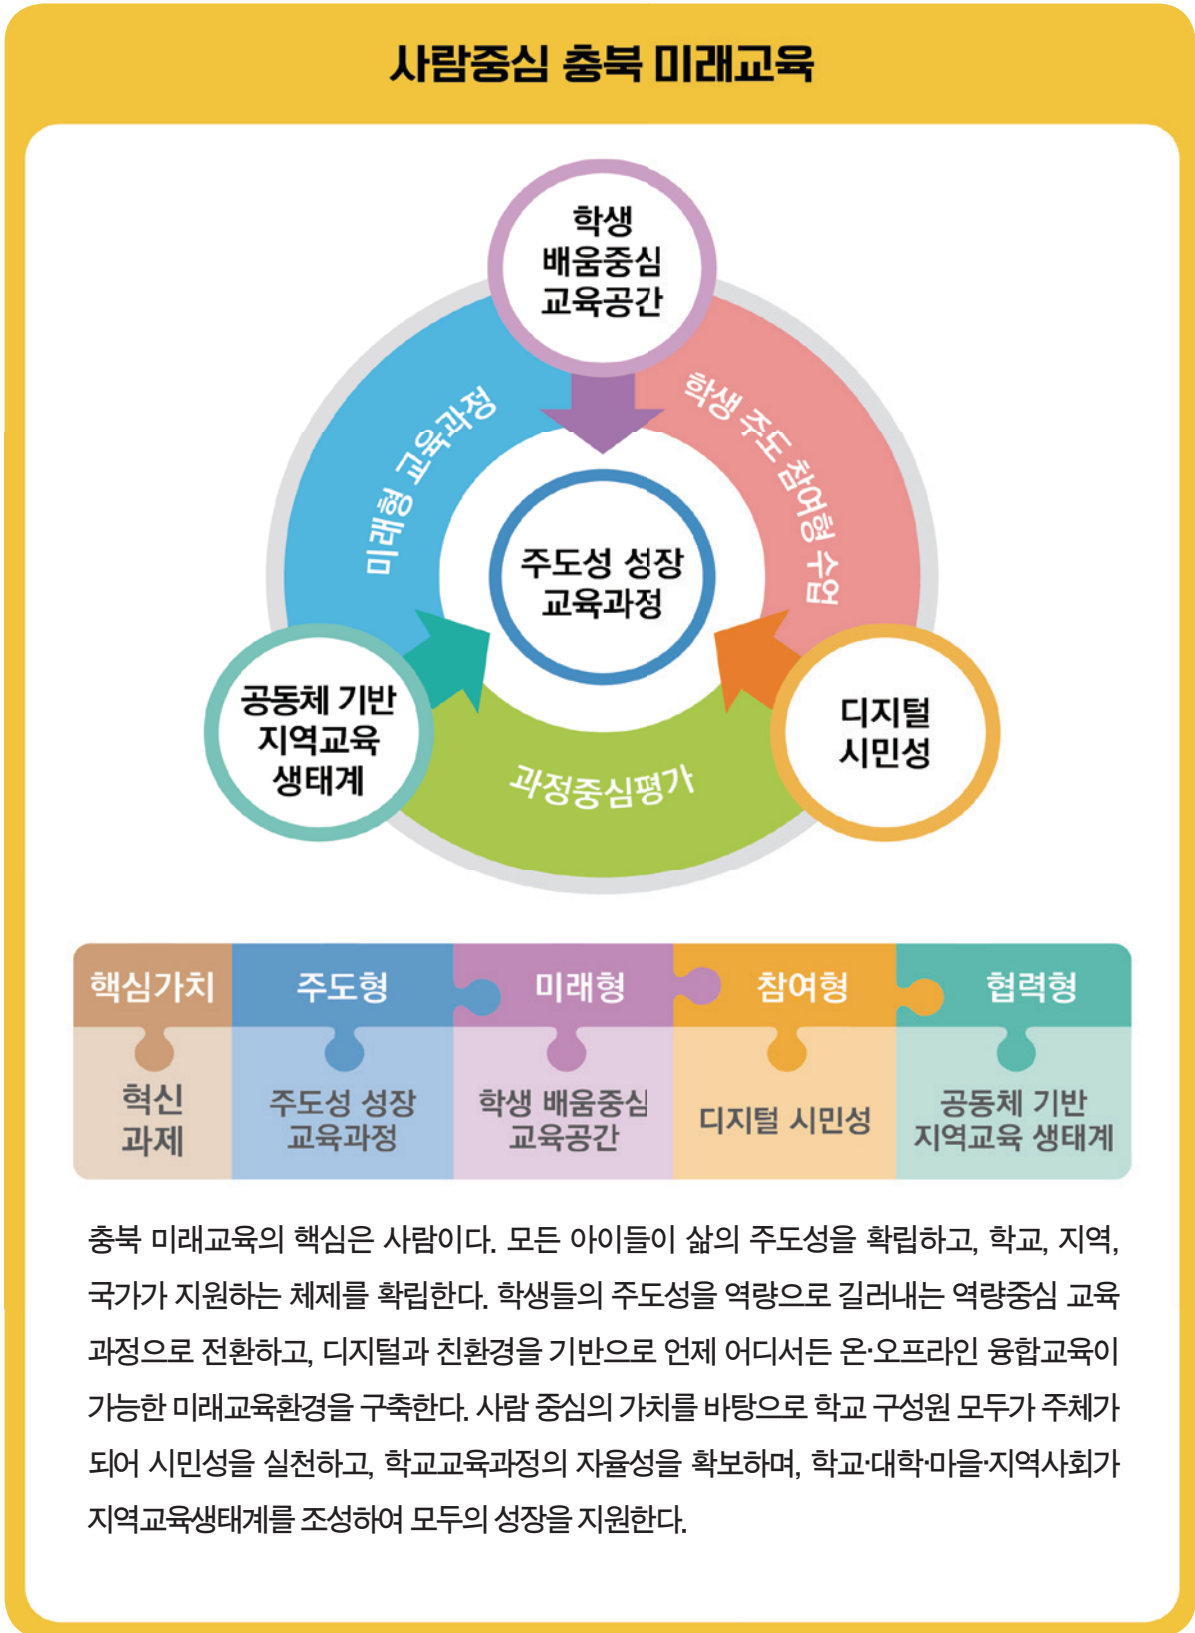 사람중심 충북 미래교육
학생
배움중심
교육공간
미래형 교육과정
학생 주도 참여형 수업
주도성 성장
교육과정
공동체 기반
지역교육
생태계
디지털
시민성
과정중심평가
핵심가치 주도형 미래형 참여형 협력형
혁신
과제
주도성 성장
교육과정
학생 배움중심
교육공간
디지털 시민성
공동체 기반
지역교육 생태계
충북 미래교육의 핵심은 사람이다. 모든 아이들이 삶의 주도성을 확립하고, 학교, 지역,
국가가 지원하는 체제를 확립한다. 학생들의 주도성을 역량으로 길러내는 역량중심 교육
과정으로 전환하고, 디지털과 친환경을 기반으로 언제 어디서든 온·오프라인 융합교육이
가능한 미래교육환경을 구축한다. 사람 중심의 가치를 바탕으로 학교 구성원 모두가 주체가
되어 시민성을 실천하고, 학교교육과정의 자율성을 확보하며, 학교·대학·마을·지역사회가
지역교육생태계를 조성하여 모두의 성장을 지원한다.